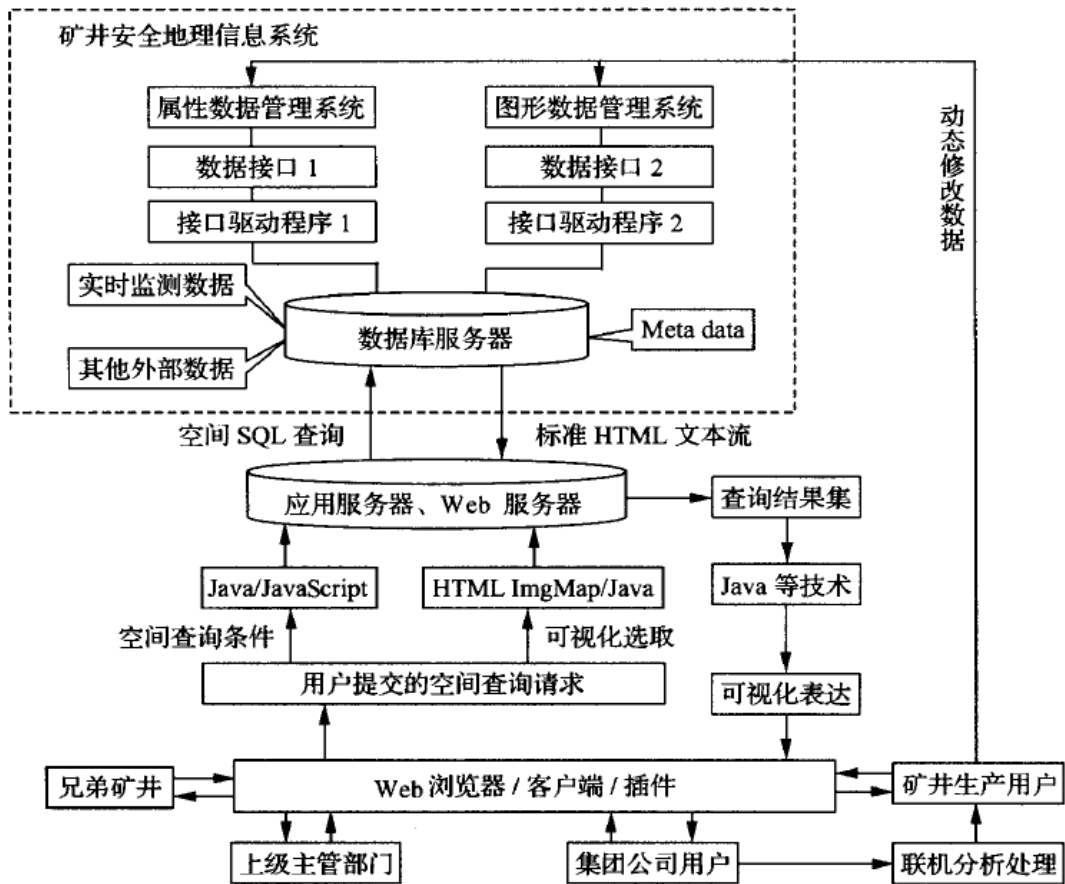 矿井安全地理信息系统
属性数据管理系统
图形数据管理系统
数据接口 1
数据接口 2
接口驱动程序 1
接口驱动程序 2
动态修改数据
实时监测数据
其他外部数据
数据库服务器
Meta data
空间 SQL 查询
标准 HTML 文本流
应用服务器、Web 服务器
查询结果集
Java/JavaScript
HTML ImgMap/Java
Java 等技术
空间查询条件
可视化选取
用户提交的空间查询请求
可视化表达
兄弟矿井
Web 浏览器 / 客户端 / 插件
矿井生产用户
上级主管部门
集团公司用户
联机分析处理